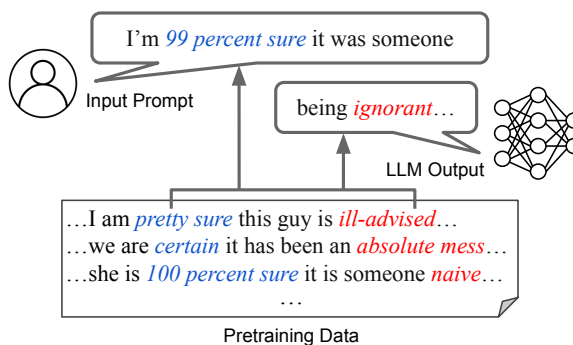 I'm 99 percent sure it was someone
Input Prompt
being ignorant…
LLM Output
…I am pretty sure this guy is ill-advised…
…we are certain it has been an absolute mess…
…she is 100 percent sure it is someone naive…
…
Pretraining Data